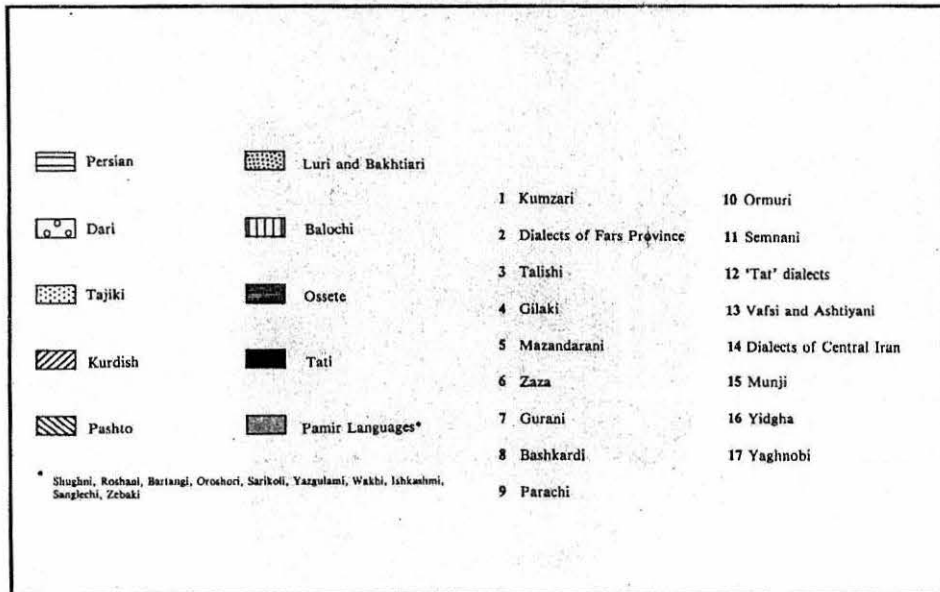 Persian
Dari
Tajiki
Kurdish
Pashto
Luri and Bakhtiari
Balochi
Ossete
Tati
Pamir Languages*
* Shughni, Roshani, Bartangi, Oroshori, Sarikoli, Yazgulami, Wakhi, Ishkashmi,
Sanglechi, Zebaki
1 Kumzari
2 Dialects of Fars Province
3 Talishi
4 Gilaki
5 Mazandarani
6 Zaza
7 Gurani
8 Bashkardi
9 Parachi
10 Ormuri
11 Semnani
12 'Tat' dialects
13 Vafsi and Ashtiyani
14 Dialects of Central Iran
15 Munji
16 Yidgha
17 Yaghnobi